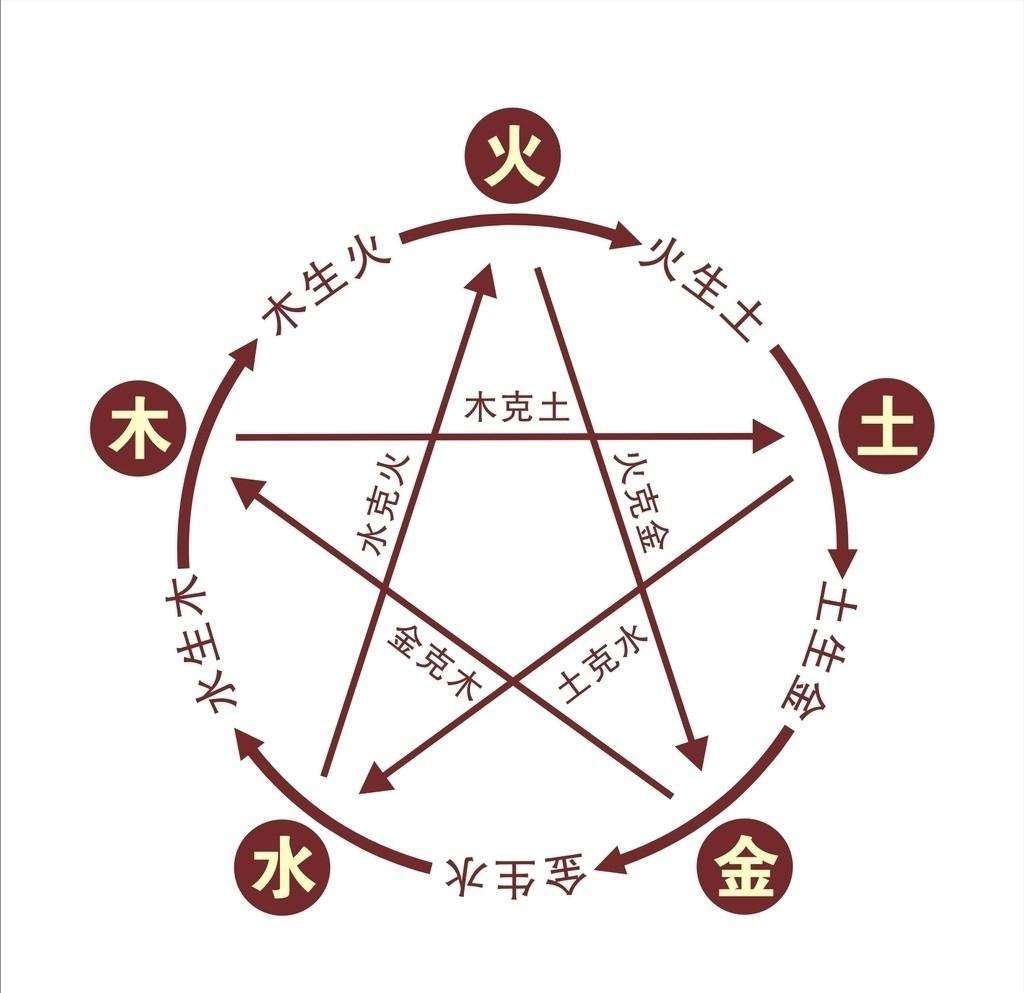 火
木生火
火生土
木
土
木克土
水克火
火克金
水生木
土生金
金克木
土克水
水
金
金生水